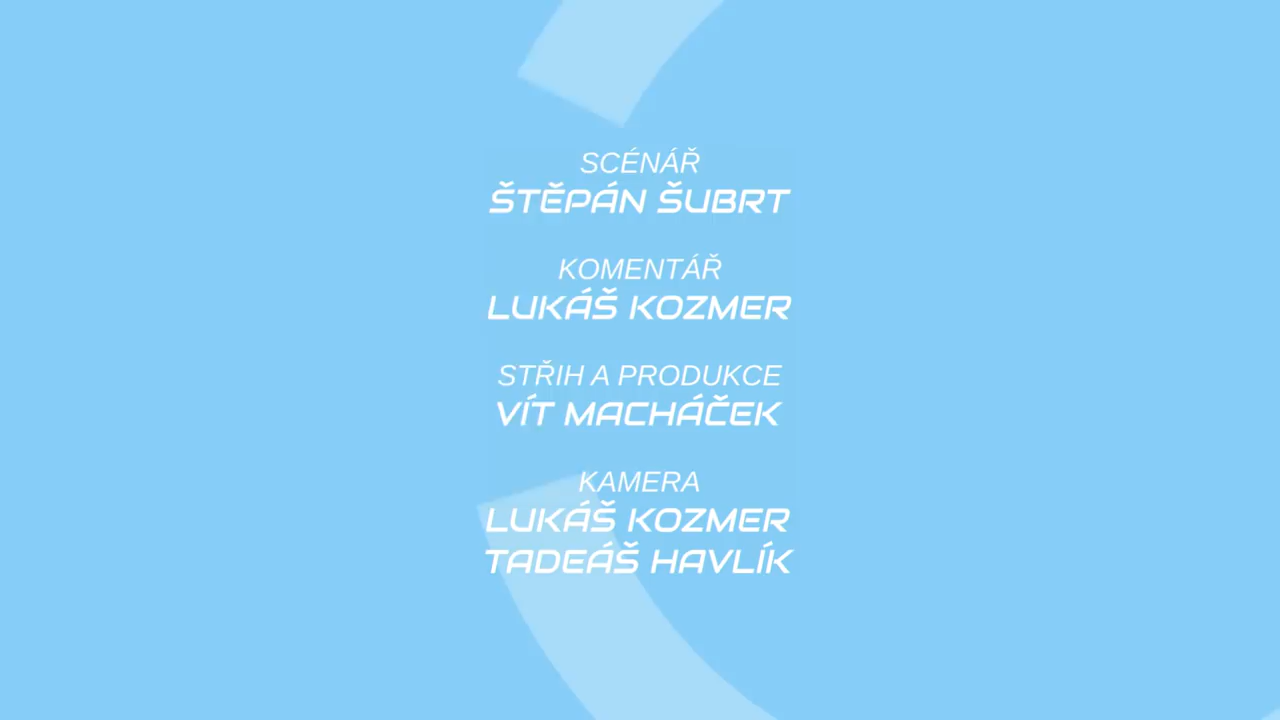 SCÉNÁŘ
ŠTĚPÁN ŠUBRT
KOMENTÁŘ
LUKÁŠ KOZMER
STŘIH A PRODUKCE
VÍT MACHÁČEK
KAMERA
LUKÁŠ KOZMER
TADEÁŠ HAVLÍK